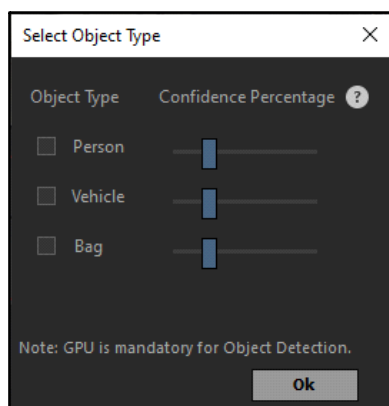 Select Object Type
Object Type Confidence Percentage ?
Person
Vehicle
Bag
Note: GPU is mandatory for Object Detection.
Ok